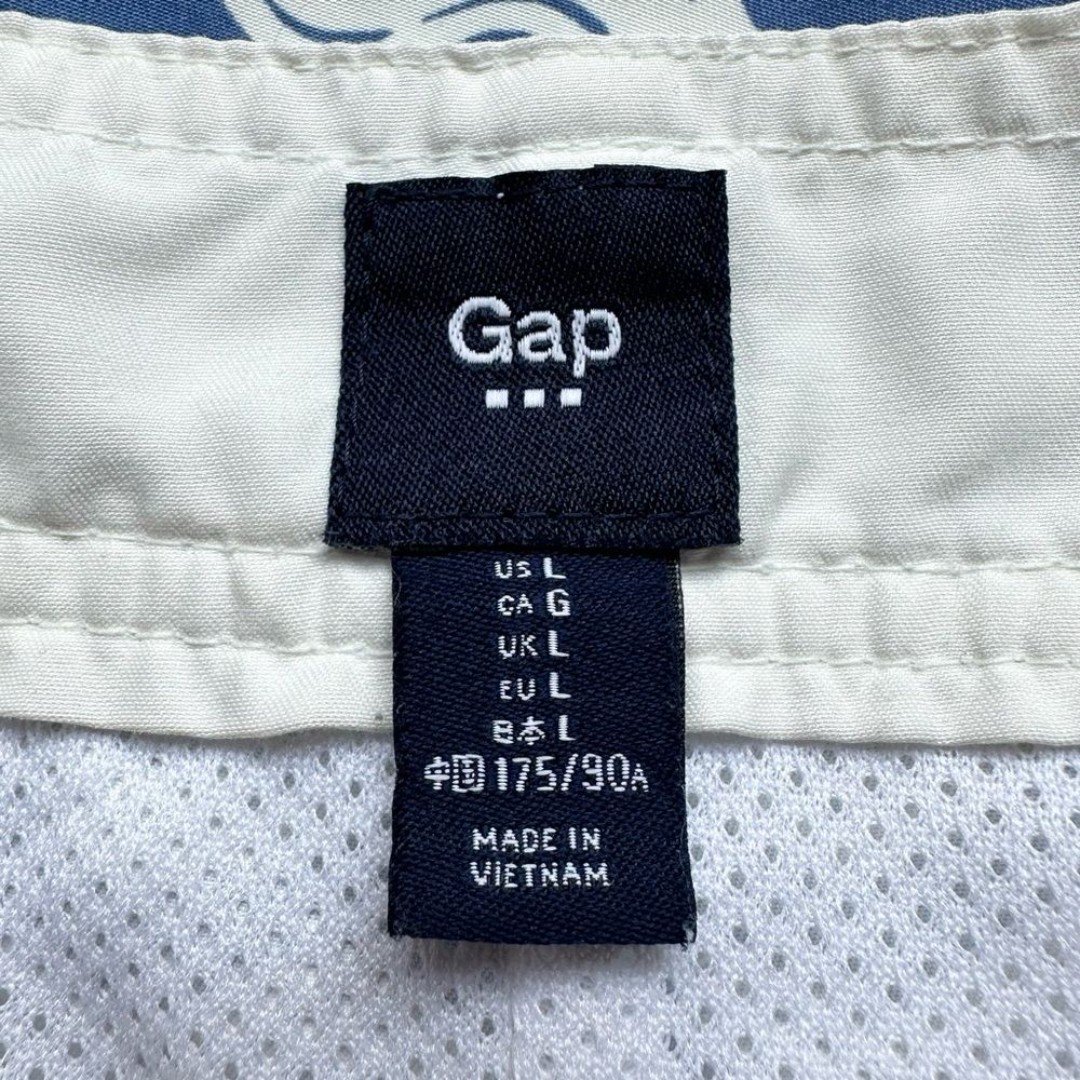 Gap
US L
CA G
UK L
EU L
日本 L
中国 175/90A
MADE IN
VIETNAM